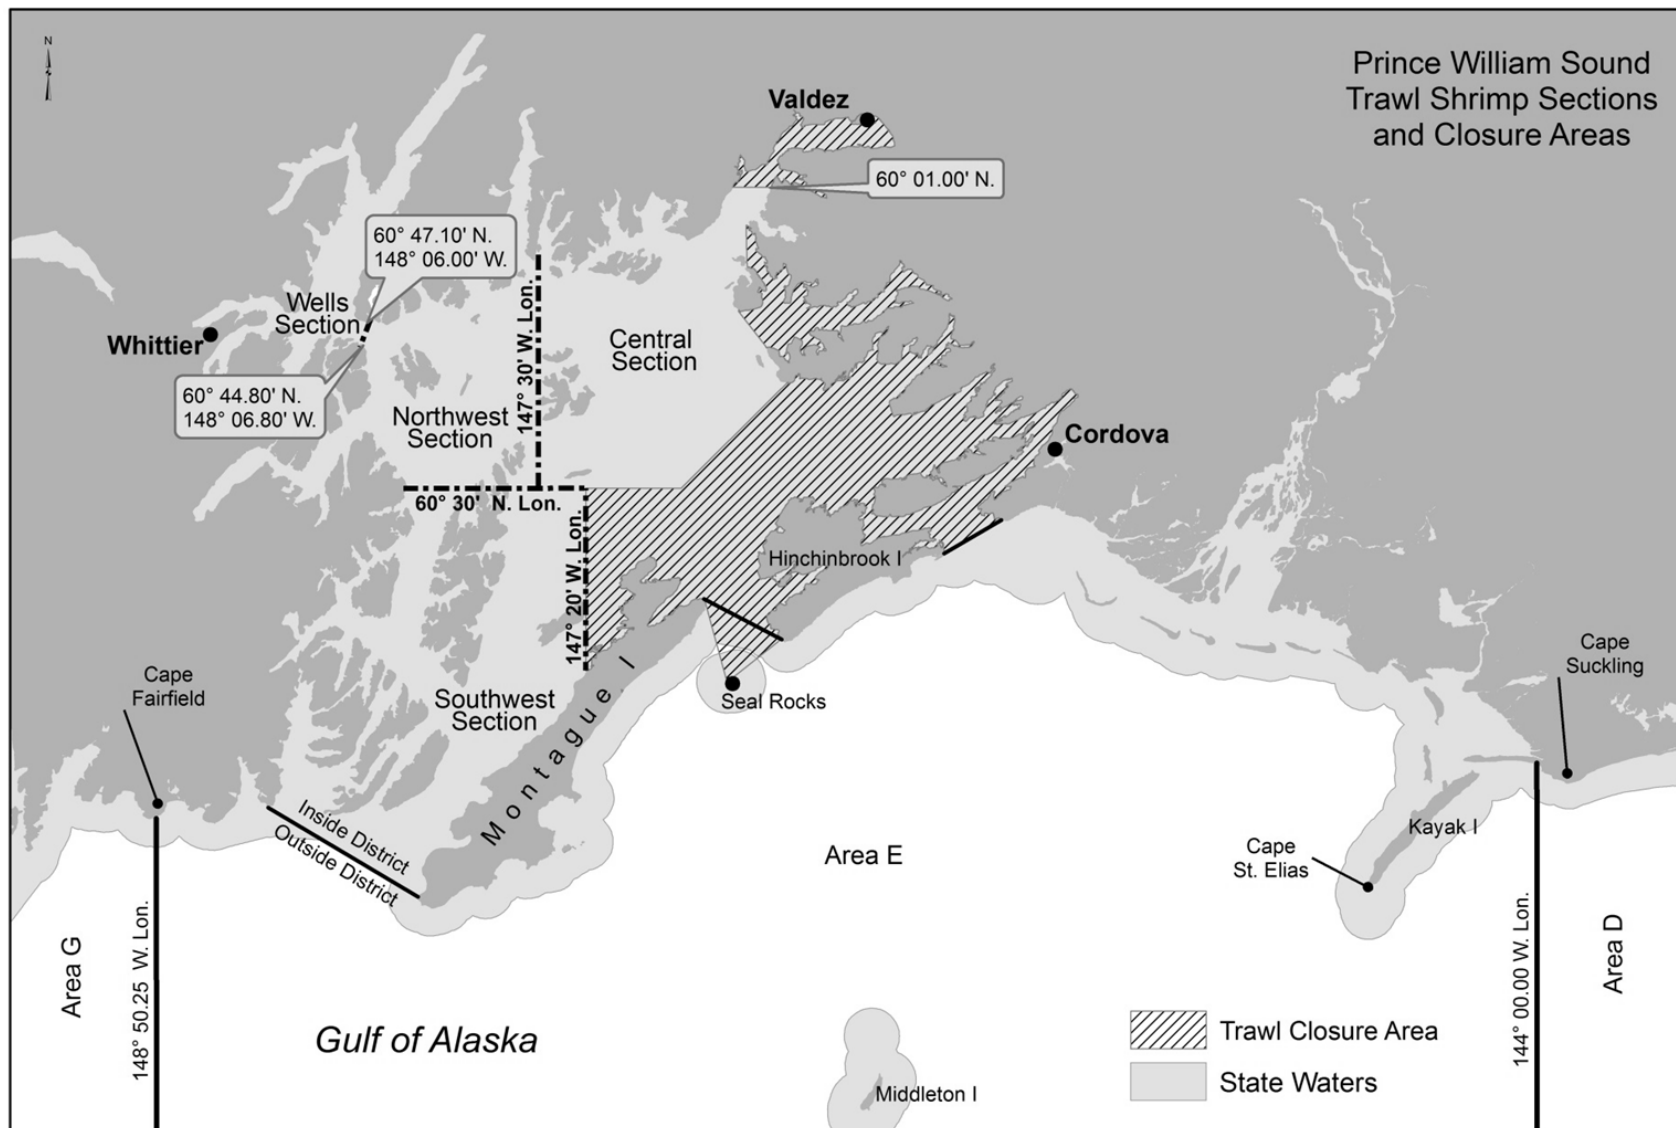 N
Prince William Sound
Trawl Shrimp Sections
and Closure Areas
Valdez
60° 01.00' N.
60° 47.10' N.
148° 06.00' W.
Wells
Section
Whittier
60° 44.80' N.
148° 06.80' W.
147° 30' W. Lon.
Central
Section
Northwest
Section
Cordova
60° 30' N. Lon.
147° 20' W. Lon.
Hinchinbrook I
Cape
Fairfield
Southwest
Section
Montague I
Seal Rocks
Cape
Suckling
Inside District
Outside District
Area E
Kayak I
Cape
St. Elias
Area G
148° 50.25 W. Lon.
144° 00.00 W. Lon.
Area D
Gulf of Alaska
Trawl Closure Area
State Waters
Middleton I